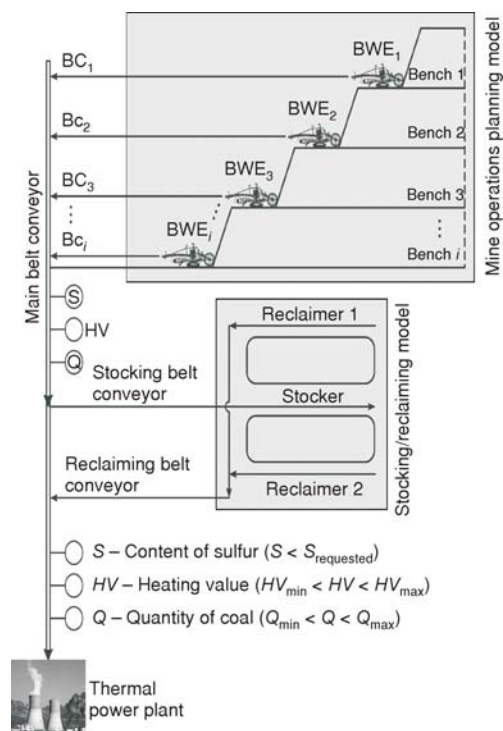 BC1
Bc2
BC3
Bci
BWE1
BWE2
BWE3
BWEi
Bench 1
Bench 2
Bench 3
Bench i
Mine operations planning model
Main belt conveyor
S
HV
Q
Stocking belt
conveyor
Reclaimer 1
Stocker
Reclaimer 2
Stocking/reclaiming model
Reclaiming belt
conveyor
S – Content of sulfur (S < Srequested)
HV – Heating value (HVmin < HV < HVmax)
Q – Quantity of coal (Qmin < Q < Qmax)
Thermal
power plant